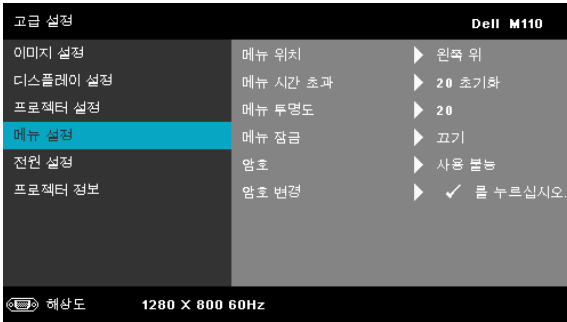 고급 설정 Dell M110
이미지 설정 메뉴 위치 왼쪽 위
디스플레이 설정 메뉴 시간 초과 20 초기화
프로젝터 설정 메뉴 투명도 20
메뉴 설정 메뉴 잠금 끄기
전원 설정 암호 사용 불능
프로젝터 정보 암호 변경 ✓ 를 누르십시오.
해상도 1280 X 800 60Hz